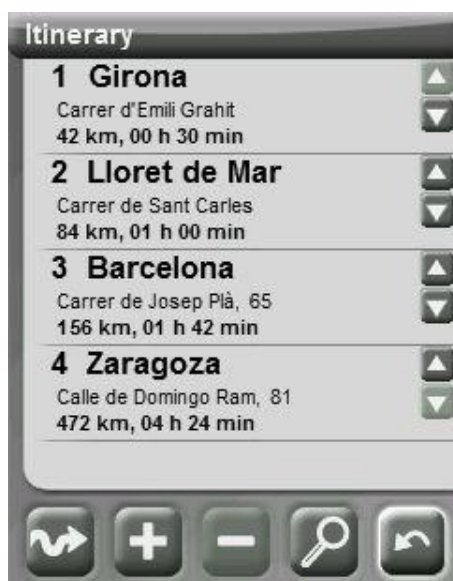 Itinerary
1 Girona
Carrer d'Emili Grahit
42 km, 00 h 30 min
2 Lloret de Mar
Carrer de Sant Carles
84 km, 01 h 00 min
3 Barcelona
Carrer de Josep Plà, 65
156 km, 01 h 42 min
4 Zaragoza
Calle de Domingo Ram, 81
472 km, 04 h 24 min